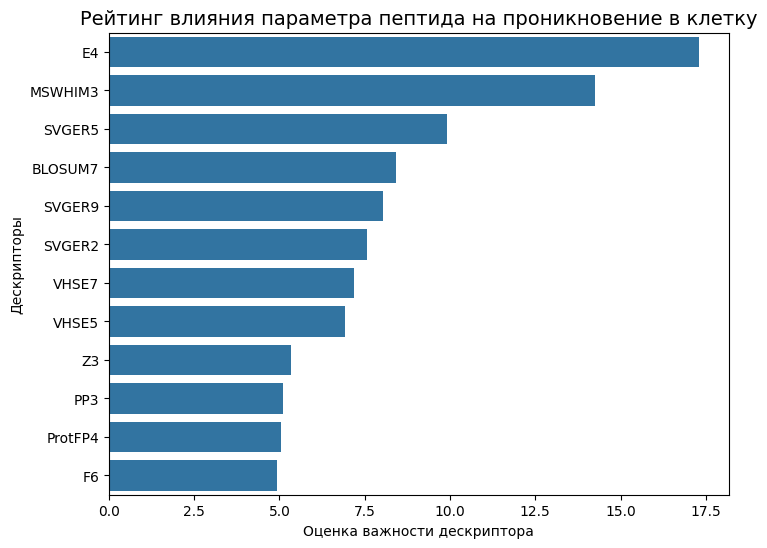 Рейтинг влияния параметра пептида на проникновение в клетку
E4
MSWHIM3
SVGER5
BLOSUM7
SVGER9
SVGER2
VHSE7
VHSE5
Z3
PP3
ProtFP4
F6
Дескрипторы
0.0 2.5 5.0 7.5 10.0 12.5 15.0 17.5
Оценка важности дескриптора